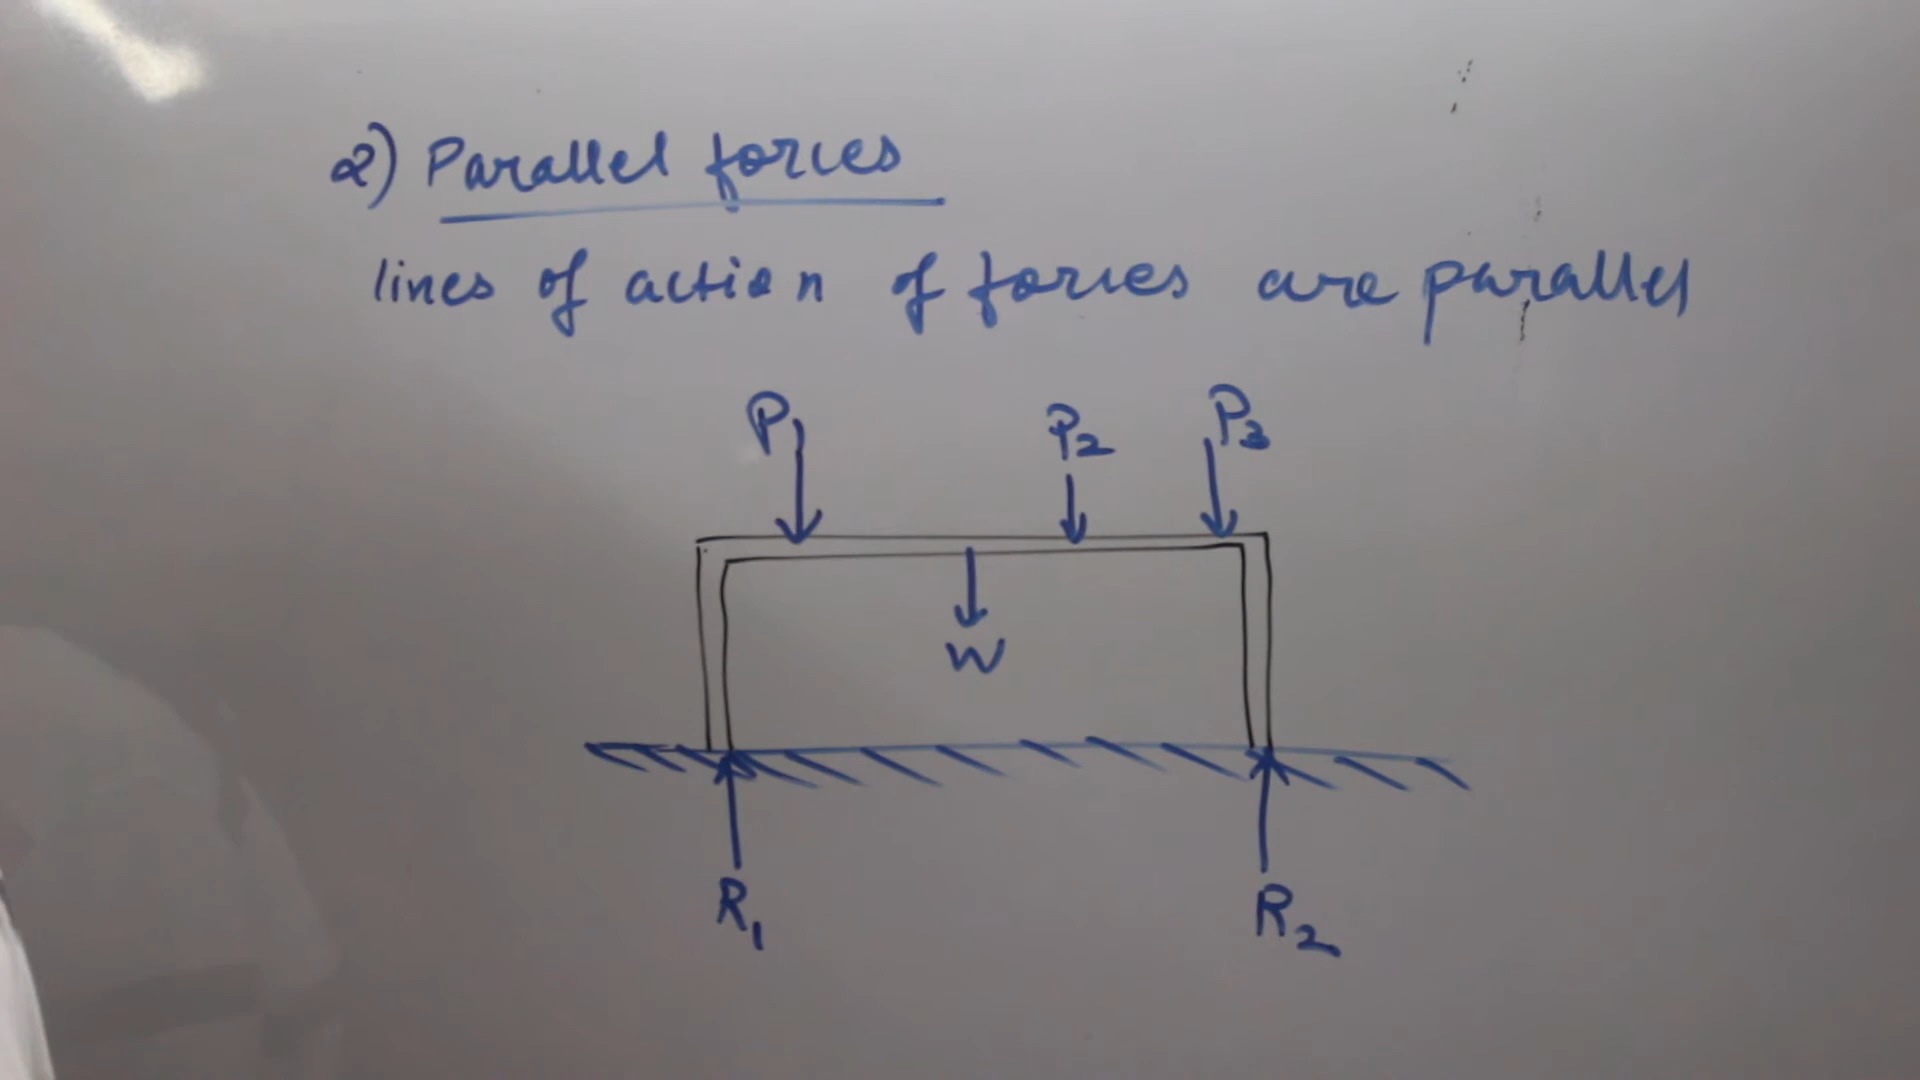 2) Parallel forces
lines of action of forces are parallel
P1 P2 P3
W
R1 R2